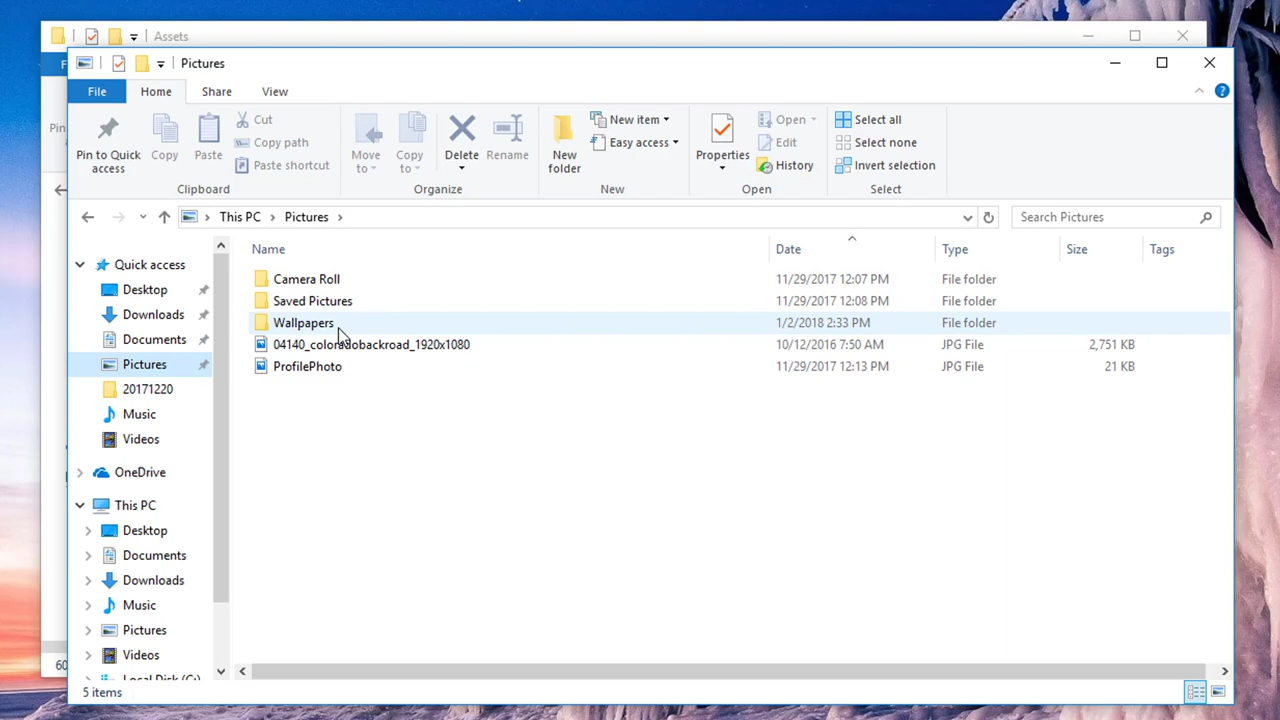 Assets
Pictures
File
Home
Share
View
Pin to Quick access
Copy
Paste
Cut
Copy path
Paste shortcut
Clipboard
Move to
Copy to
Delete
Rename
Organize
New folder
New item
Easy access
New
Properties
Open
Edit
History
Open
Select all
Select none
Invert selection
Select
This PC
Pictures
Search Pictures
Name
Date
Type
Size
Tags
Camera Roll 11/29/2017 12:07 PM File folder
Saved Pictures 11/29/2017 12:08 PM File folder
Wallpapers 1/2/2018 2:33 PM File folder
04140_coloradobackroad_1920x1080 10/12/2016 7:50 AM JPG File 2,751 KB
ProfilePhoto 11/29/2017 12:13 PM JPG File 21 KB
Quick access
Desktop
Downloads
Documents
Pictures
20171220
Music
Videos
OneDrive
This PC
Desktop
Documents
Downloads
Music
Pictures
Videos
Local Disk (C:)
5 items